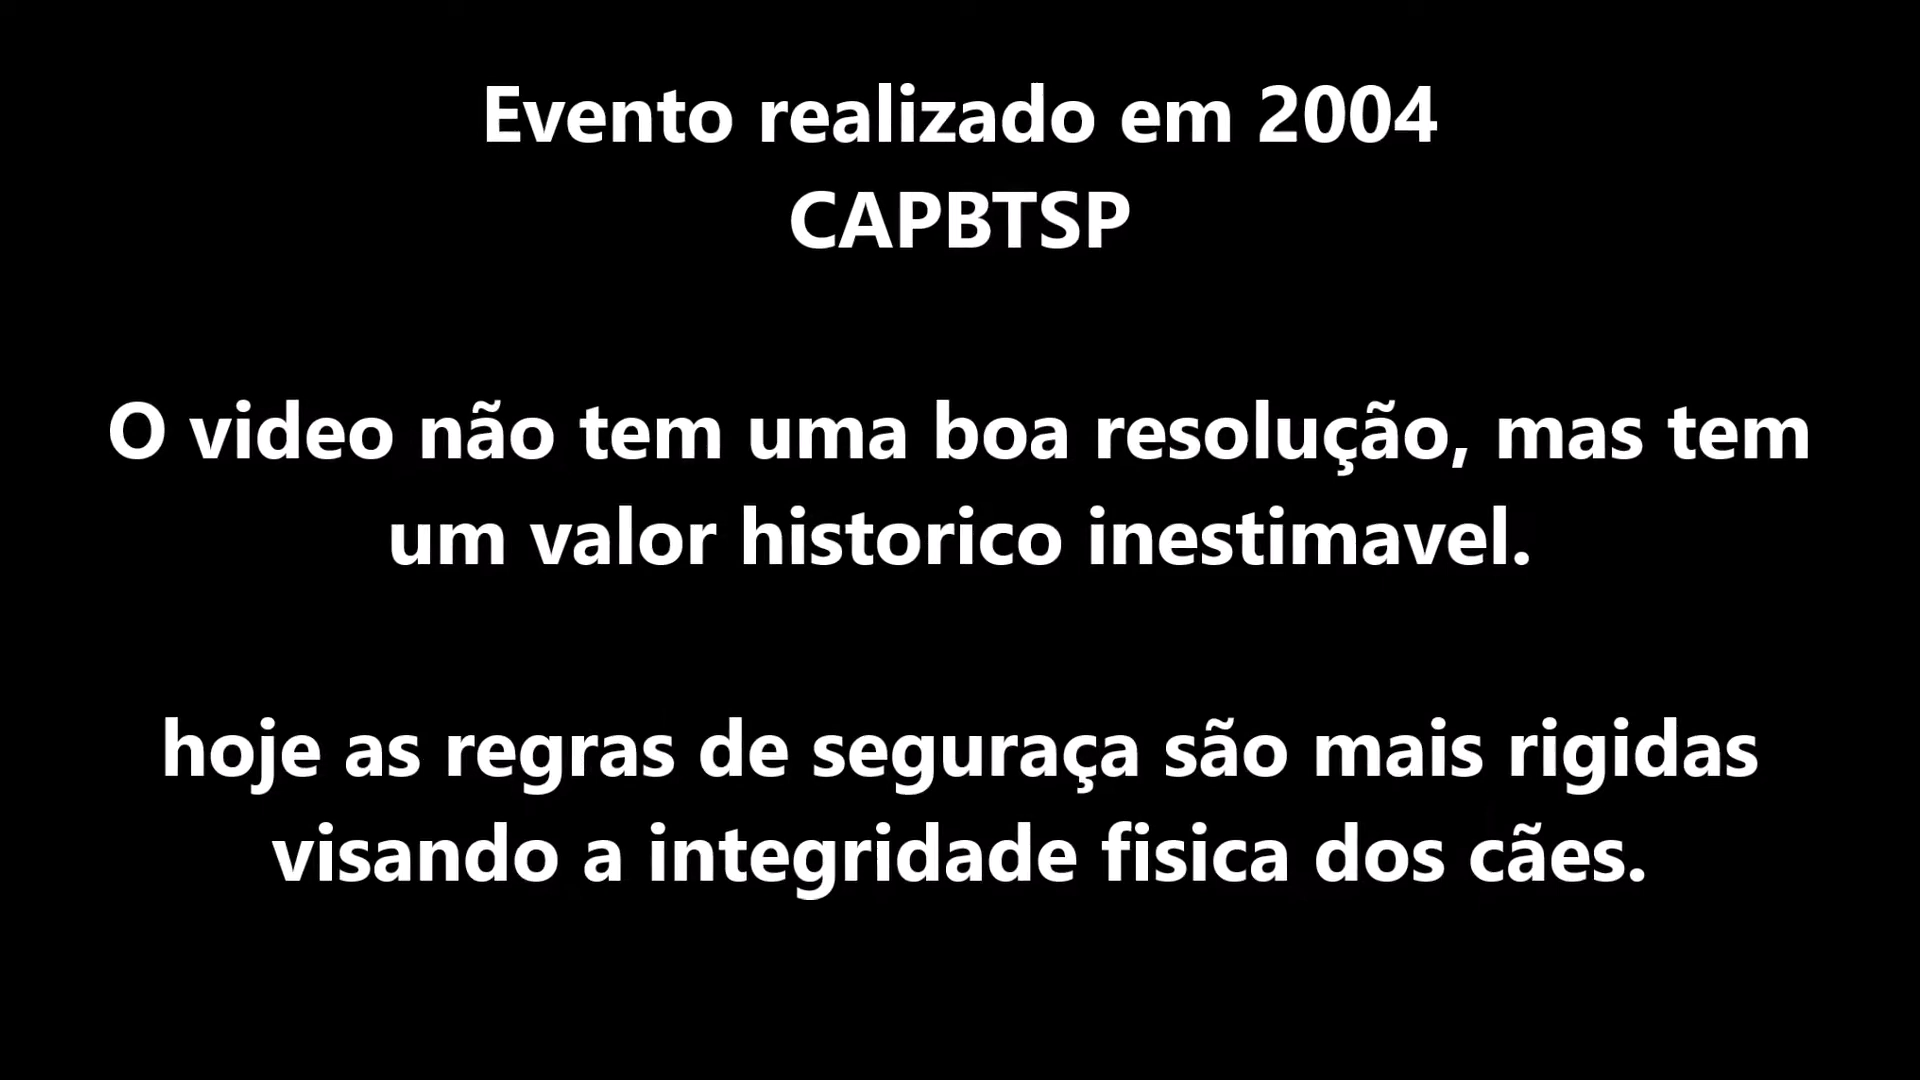 Evento realizado em 2004
CAPBTSP
O video não tem uma boa resolução, mas tem
um valor historico inestimavel.
hoje as regras de seguraça são mais rigidas
visando a integridade fisica dos cães.